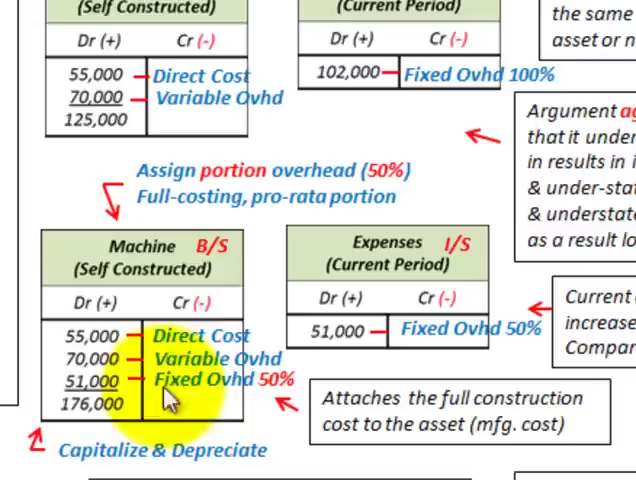 (Self Constructed)
Dr (+) Cr (-)
55,000 Direct Cost
70,000 Variable Ovhd
125,000
(Current Period)
Dr (+) Cr (-)
102,000 Fixed Ovhd 100%
the same
asset or n
Argument ag
that it under
in results in i
& under-stat
& understate
as a result lo
Assign portion overhead (50%)
Full-costing, pro-rata portion
Machine B/S
(Self Constructed)
Dr (+) Cr (-)
55,000 Direct Cost
70,000 Variable Ovhd
51,000 Fixed Ovhd 50%
176,000
Expenses I/S
(Current Period)
Dr (+) Cr (-)
51,000 Fixed Ovhd 50%
Current
increase
Compan
Attaches the full construction
cost to the asset (mfg. cost)
Capitalize & Depreciate